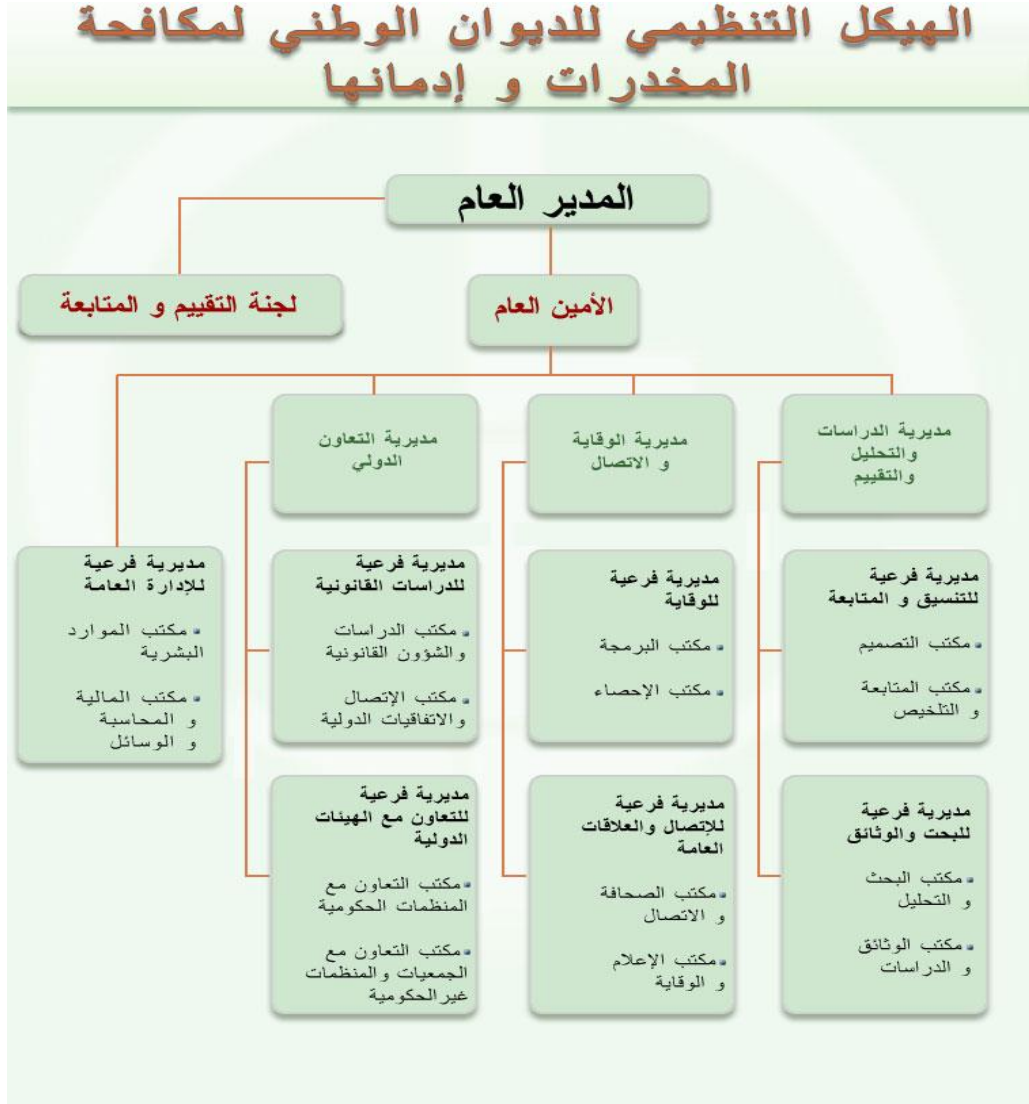 الهيكل التنظيمي للديوان الوطني لمكافحة
المخدرات و إدمانها
المدير العام
الأمين العام
لجنة التقييم و المتابعة
مديرية الدراسات
والتحليل
والتقييم
مديرية الوقاية
و الاتصال
مديرية التعاون
الدولي
مديرية فرعية
للتنسيق و المتابعة
مكتب التصميم
مكتب المتابعة
و التلخيص
مديرية فرعية
للوقاية
مكتب البرمجة
مكتب الإحصاء
مديرية فرعية
للدراسات القانونية
مكتب الدراسات
والشؤون القانونية
مكتب الإتصال
والاتفاقيات الدولية
مديرية فرعية
للإدارة العامة
مكتب الموارد
البشرية
مكتب المالية
و المحاسبة
و الوسائل
مديرية فرعية
للبحت والوثائق
مكتب البحث
و التحليل
مكتب الوثائق
و الدراسات
مديرية فرعية
للإتصال والعلاقات
العامة
مكتب الصحافة
و الاتصال
مكتب الإعلام
و الوقاية
مديرية فرعية
للتعاون مع الهيئات
الدولية
مكتب التعاون مع
المنظمات الحكومية
مكتب التعاون مع
الجمعيات والمنظمات
غيرالحكومية